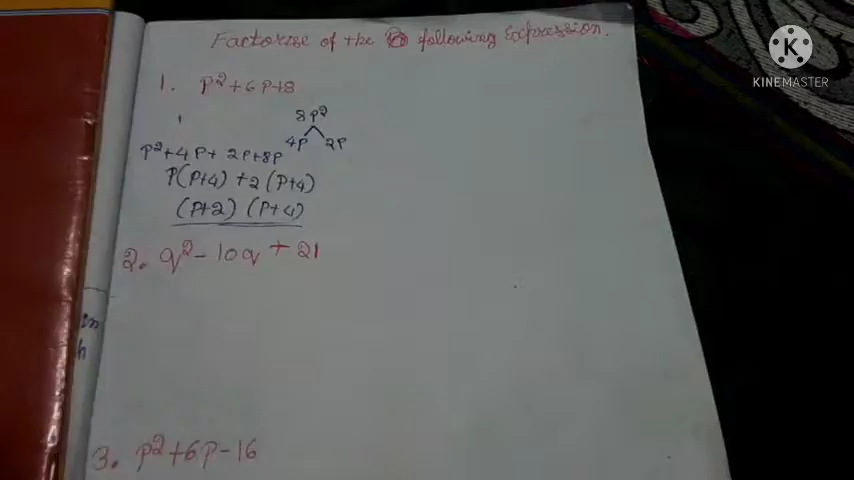 Factorise of the following Expression.
1. p²+6p+8
8p²
4p 2p
p²+4p+2p+8p
p(p+4)+2(p+4)
(p+2) (p+4)
2. q²-10q+21
in
h
3. p²+6p-16
K
KINEMASTER